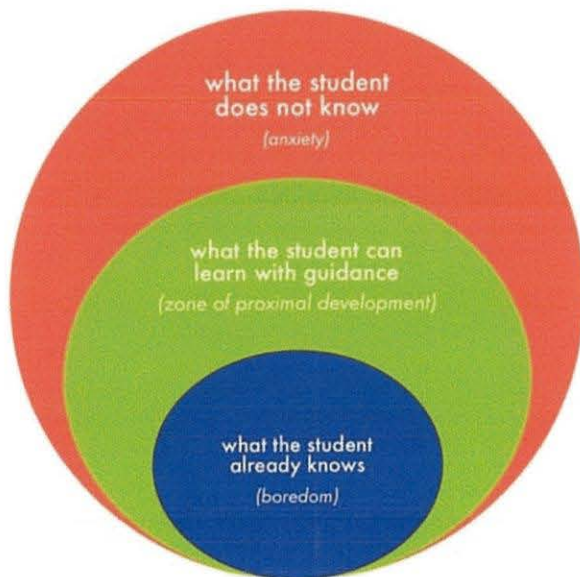 what the student
does not know
(anxiety)
what the student can
learn with guidance
(zone of proximal development)
what the student
already knows
(boredom)